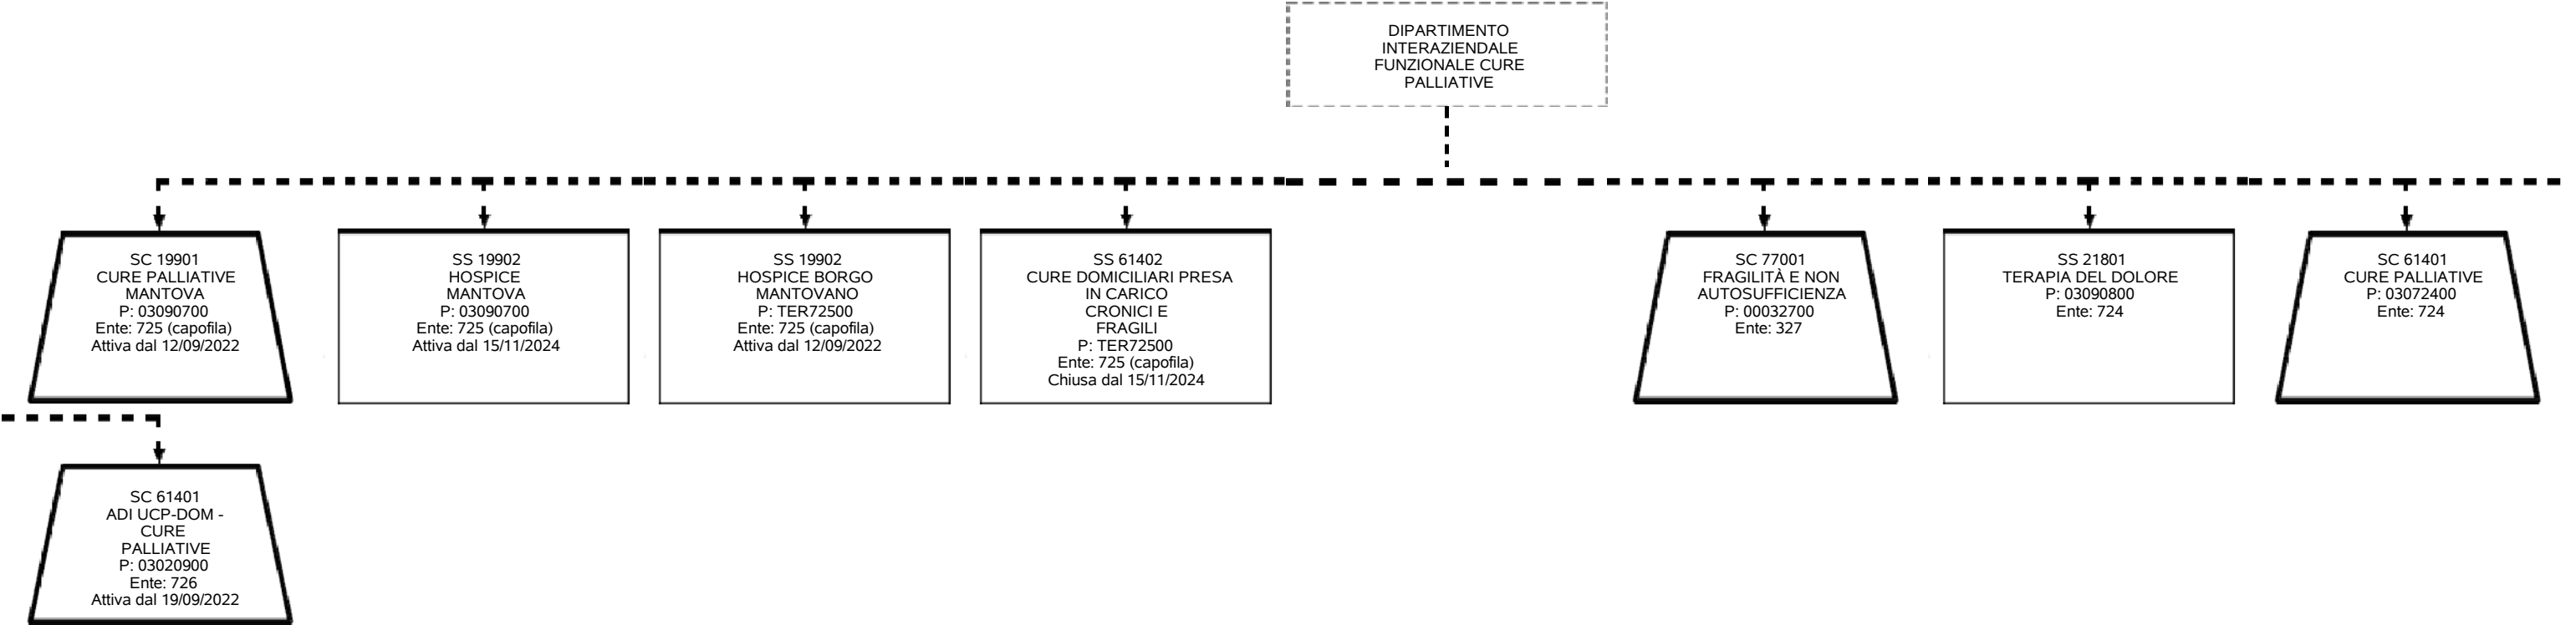 DIPARTIMENTO
INTERAZIENDALE
FUNZIONALE CURE
PALLIATIVE
SC 19901
CURE PALLIATIVE
MANTOVA
P: 03090700
Ente: 725 (capofila)
Attiva dal 12/09/2022
SS 19902
HOSPICE
MANTOVA
P: 03090700
Ente: 725 (capofila)
Attiva dal 15/11/2024
SS 19902
HOSPICE BORGO
MANTOVANO
P: TER72500
Ente: 725 (capofila)
Attiva dal 12/09/2022
SS 61402
CURE DOMICILIARI PRESA
IN CARICO
CRONICI E
FRAGILI
P: TER72500
Ente: 725 (capofila)
Chiusa dal 15/11/2024
SC 77001
FRAGILITÀ E NON
AUTOSUFFICIENZA
P: 00032700
Ente: 327
SS 21801
TERAPIA DEL DOLORE
P: 03090800
Ente: 724
SC 61401
CURE PALLIATIVE
P: 03072400
Ente: 724
SC 61401
ADI UCP-DOM -
CURE
PALLIATIVE
P: 03020900
Ente: 726
Attiva dal 19/09/2022